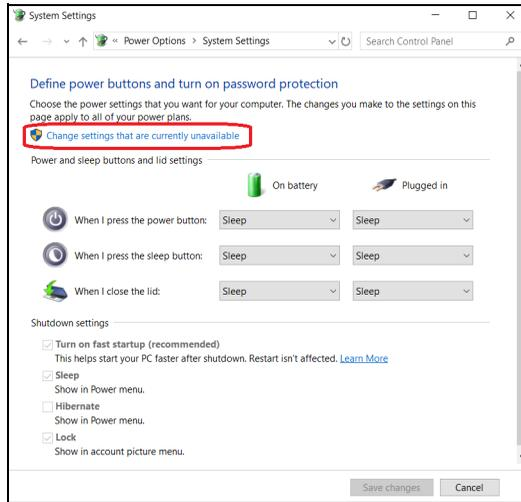 System Settings
« Power Options > System Settings
Search Control Panel
Define power buttons and turn on password protection
Choose the power settings that you want for your computer. The changes you make to the settings on this
page apply to all of your power plans.
Change settings that are currently unavailable
Power and sleep buttons and lid settings
On battery
Plugged in
When I press the power button:
Sleep
Sleep
When I press the sleep button:
Sleep
Sleep
When I close the lid:
Sleep
Sleep
Shutdown settings
Turn on fast startup (recommended)
This helps start your PC faster after shutdown. Restart isn't affected. Learn More
Sleep
Show in Power menu.
Hibernate
Show in Power menu.
Lock
Show in account picture menu.
Save changes
Cancel